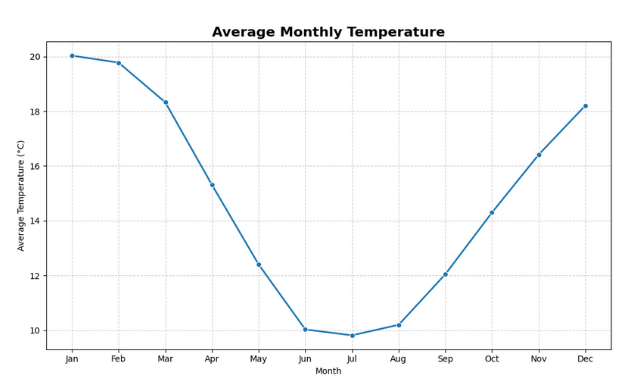 Average Monthly Temperature
Average Temperature (°C)
20
18
16
14
12
10
Jan Feb Mar Apr May Jun Jul Aug Sep Oct Nov Dec
Month